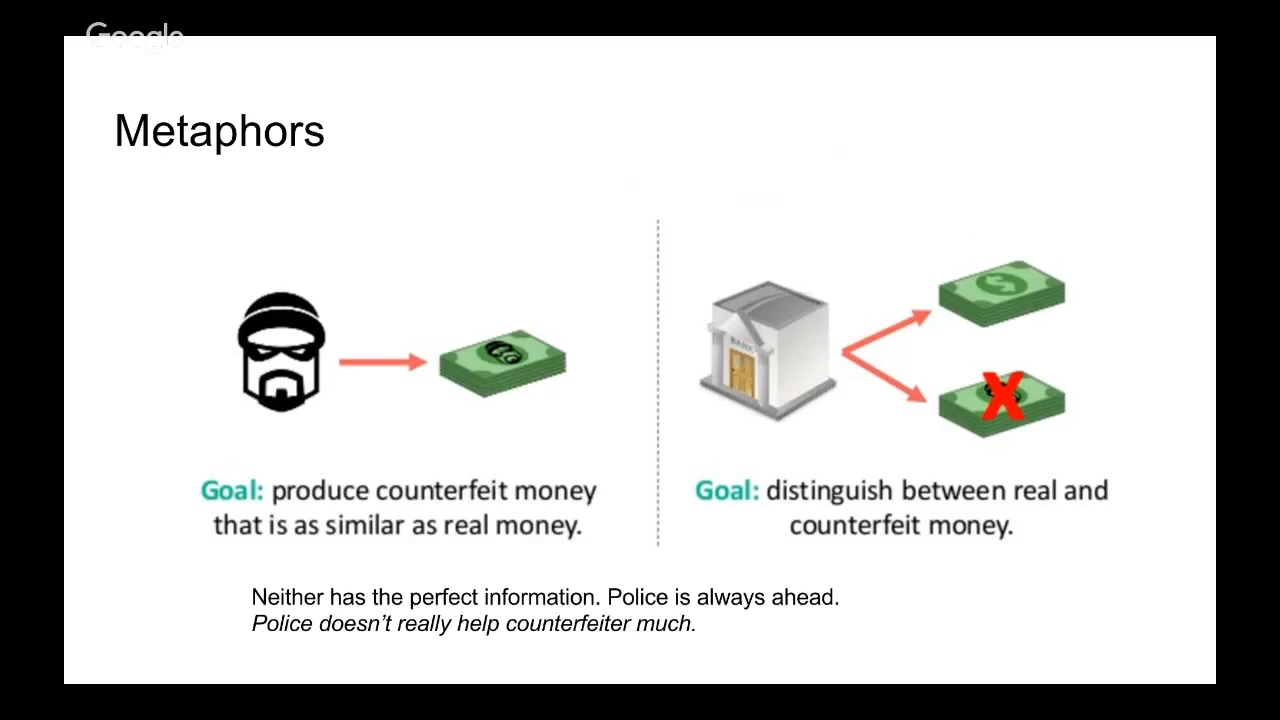 Google
Metaphors
BANK
$
X
Goal: produce counterfeit money
that is as similar as real money.
Goal: distinguish between real and
counterfeit money.
Neither has the perfect information. Police is always ahead.
Police doesn't really help counterfeiter much.